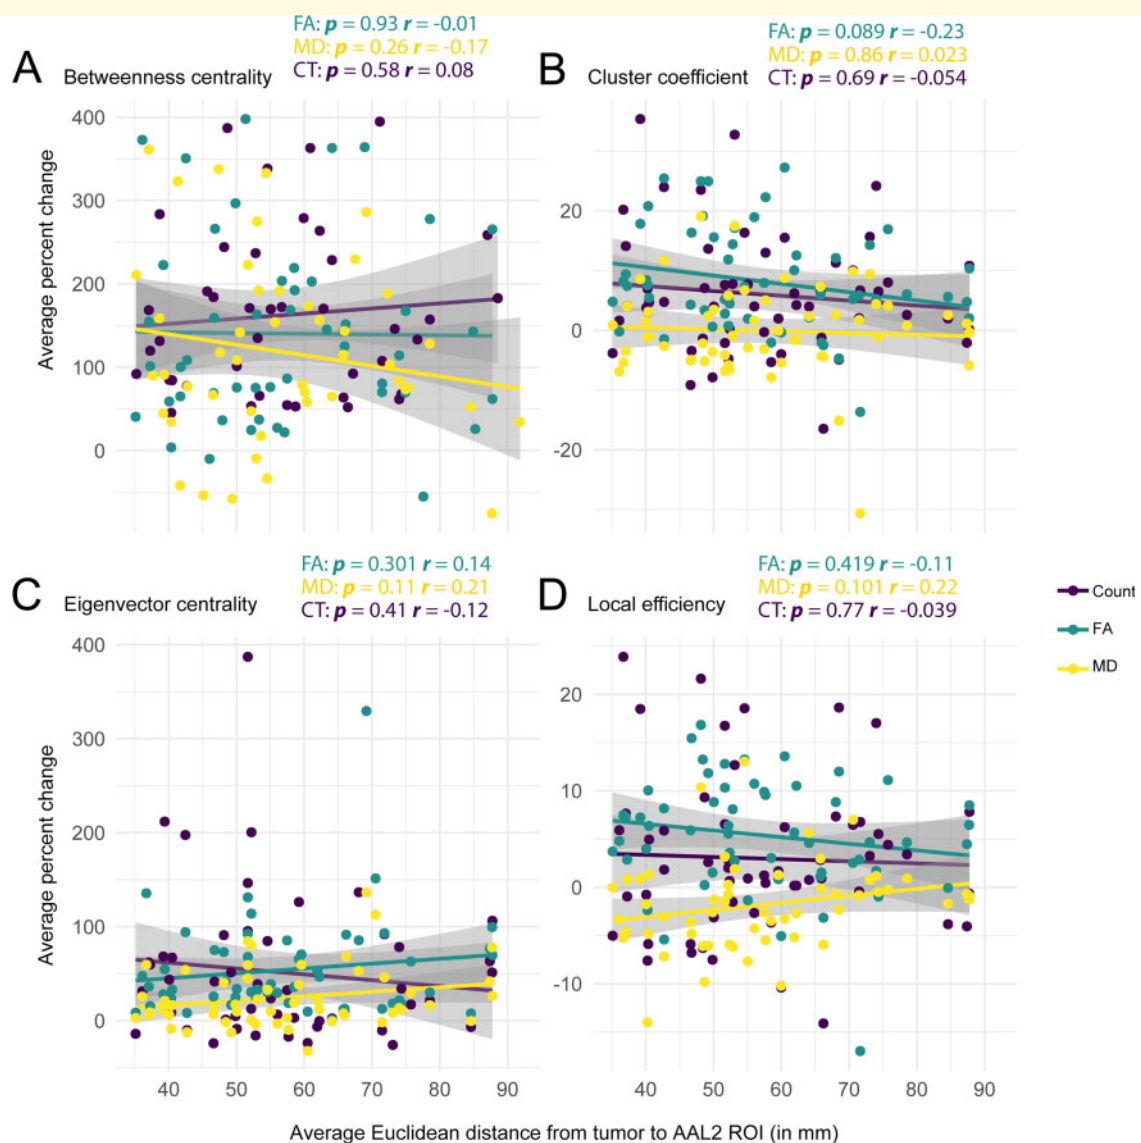 FA: p = 0.93 r = -0.01
MD: p = 0.26 r = -0.17
CT: p = 0.58 r = 0.08
A Betweenness centrality
Average percent change
400
300
200
100
0
FA: p = 0.089 r = -0.23
MD: p = 0.86 r = 0.023
CT: p = 0.69 r = -0.054
B Cluster coefficient
20
0
-20
FA: p = 0.301 r = 0.14
MD: p = 0.11 r = 0.21
CT: p = 0.41 r = -0.12
C Eigenvector centrality
Average percent change
400
300
200
100
0
40 50 60 70 80 90
FA: p = 0.419 r = -0.11
MD: p = 0.101 r = 0.22
CT: p = 0.77 r = -0.039
D Local efficiency
20
10
0
-10
40 50 60 70 80 90
Count
FA
MD
Average Euclidean distance from tumor to AAL2 ROI (in mm)